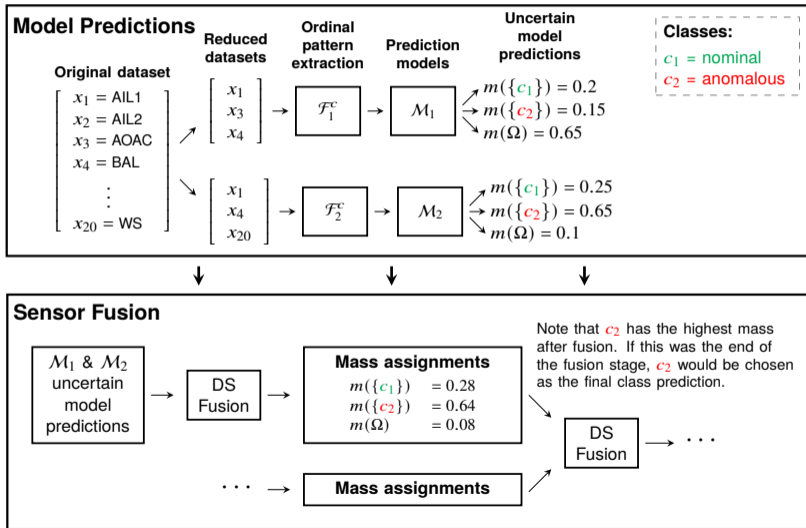 Model Predictions
Original dataset
x₁ = AIL1
x₂ = AIL2
x₃ = AOAC
x₄ = BAL
⋮
x₂₀ = WS
Reduced
datasets
x₁
x₃
x₄
x₁
x₄
x₂₀
Ordinal
pattern
extraction
ℱ₁ᶜ
ℱ₂ᶜ
Prediction
models
ℳ₁
ℳ₂
Uncertain
model
predictions
m({c₁}) = 0.2
m({c₂}) = 0.15
m(Ω) = 0.65
m({c₁}) = 0.25
m({c₂}) = 0.65
m(Ω) = 0.1
Classes:
c₁ = nominal
c₂ = anomalous
Sensor Fusion
ℳ₁ & ℳ₂
uncertain
model
predictions
DS
Fusion
Mass assignments
m({c₁}) = 0.28
m({c₂}) = 0.64
m(Ω) = 0.08
· · ·
Mass assignments
Note that c₂ has the highest mass
after fusion. If this was the end of
the fusion stage, c₂ would be chosen
as the final class prediction.
DS
Fusion
· · ·